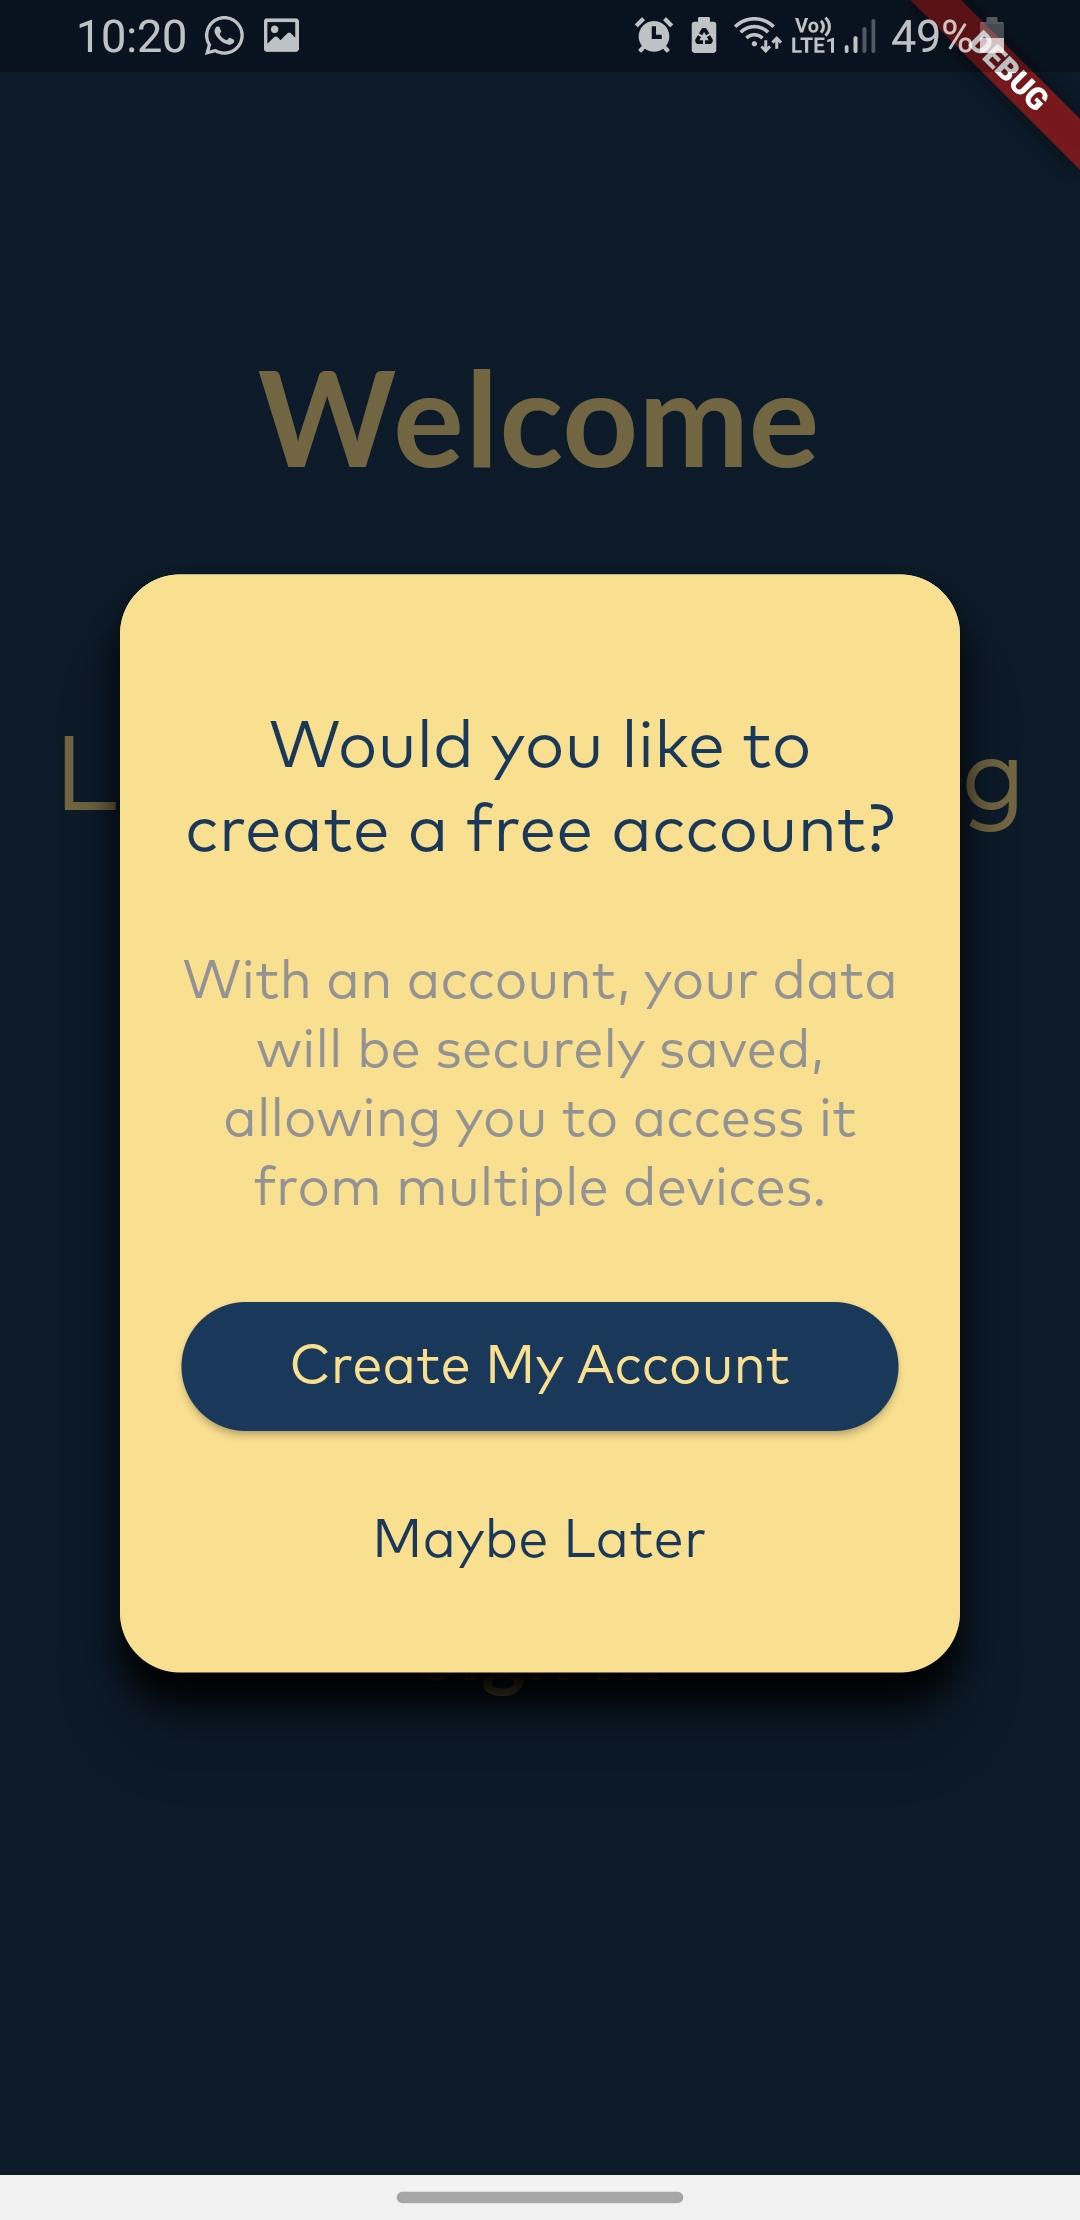 10:20 Vo)) LTE1 49%
DEBUG
Welcome
Would you like to
create a free account?
With an account, your data
will be securely saved,
allowing you to access it
from multiple devices.
Create My Account
Maybe Later